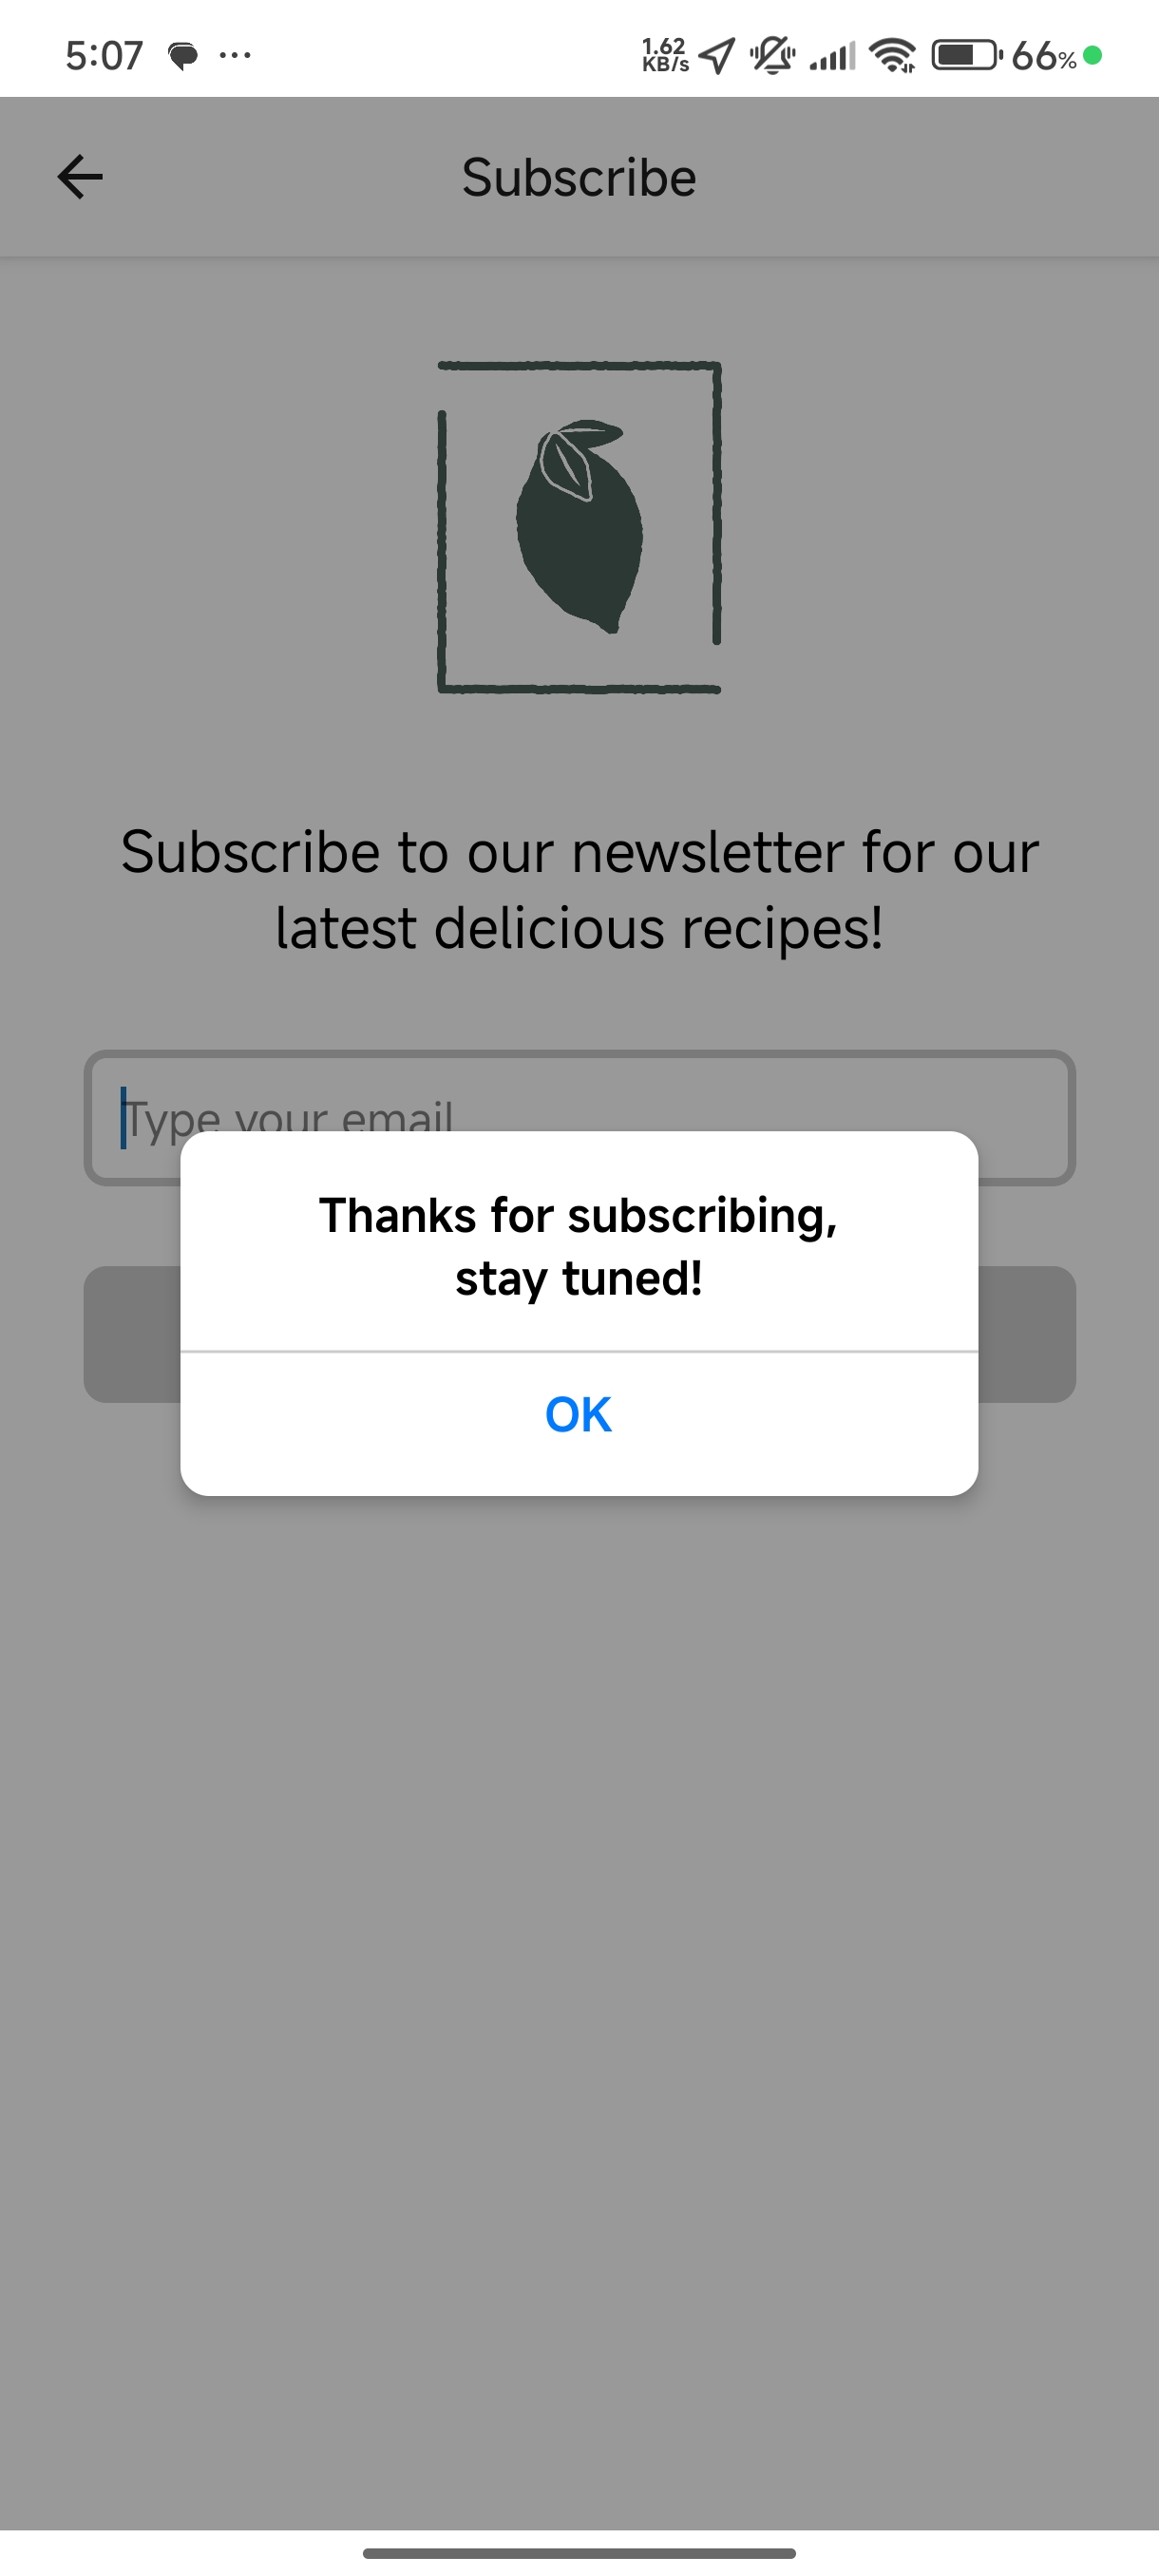 5:07 ... 1.62 KB/s 66%
Subscribe
Subscribe to our newsletter for our
latest delicious recipes!
Type your email
Thanks for subscribing,
stay tuned!
OK